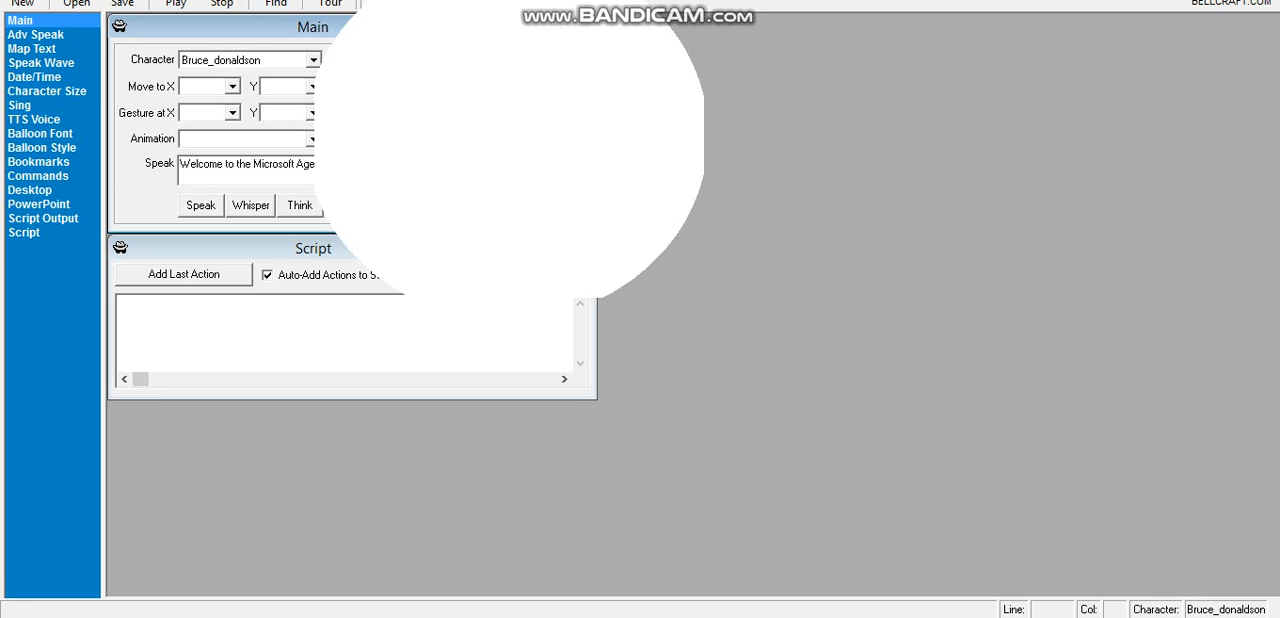 New Open Save Play Stop Find Tour
BELLCRAFT.COM
www.BANDICAM.com
Main
Adv Speak
Map Text
Speak Wave
Date/Time
Character Size
Sing
TTS Voice
Balloon Font
Balloon Style
Bookmarks
Commands
Desktop
PowerPoint
Script Output
Script
Main
Character Bruce_donaldson
Move to X Y
Gesture at X Y
Animation
Speak Welcome to the Microsoft Age
Speak Whisper Think
Script
Add Last Action Auto-Add Actions to
Line: Col: Character: Bruce_donaldson